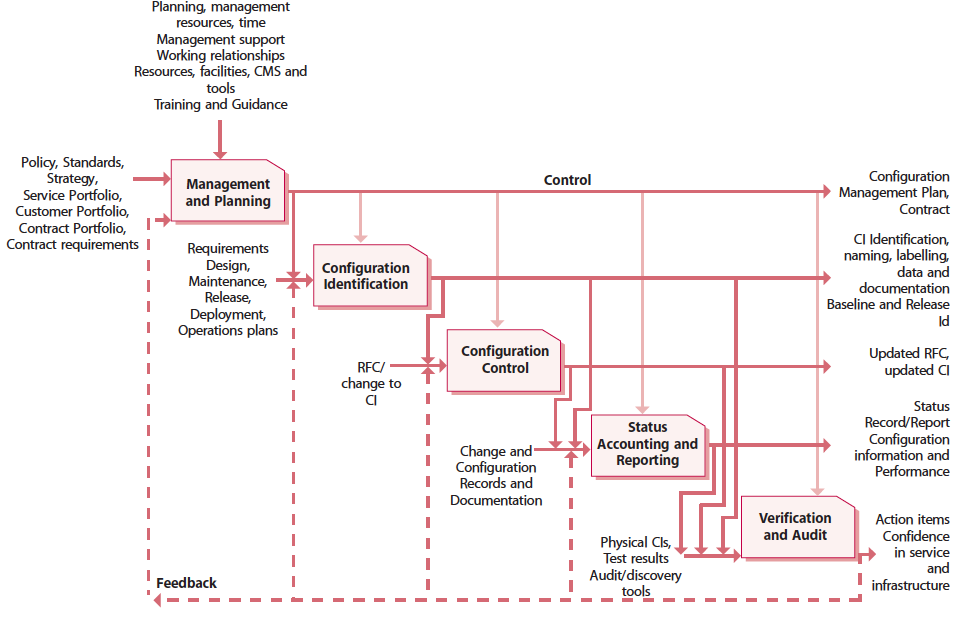 Planning, management
resources, time
Management support
Working relationships
Resources, facilities, CMS and
tools
Training and Guidance
Policy, Standards,
Strategy,
Service Portfolio,
Customer Portfolio,
Contract Portfolio,
Contract requirements
Management
and Planning
Control
Configuration
Management Plan,
Contract
Requirements
Design,
Maintenance,
Release,
Deployment,
Operations plans
Configuration
Identification
CI Identification,
naming, labelling,
data and
documentation
Baseline and Release
Id
RFC/
change to
CI
Configuration
Control
Updated RFC,
updated CI
Change and
Configuration
Records and
Documentation
Status
Accounting and
Reporting
Status
Record/Report
Configuration
information and
Performance
Physical CIs,
Test results
Audit/discovery
tools
Verification
and Audit
Action items
Confidence
in service
and
infrastructure
Feedback